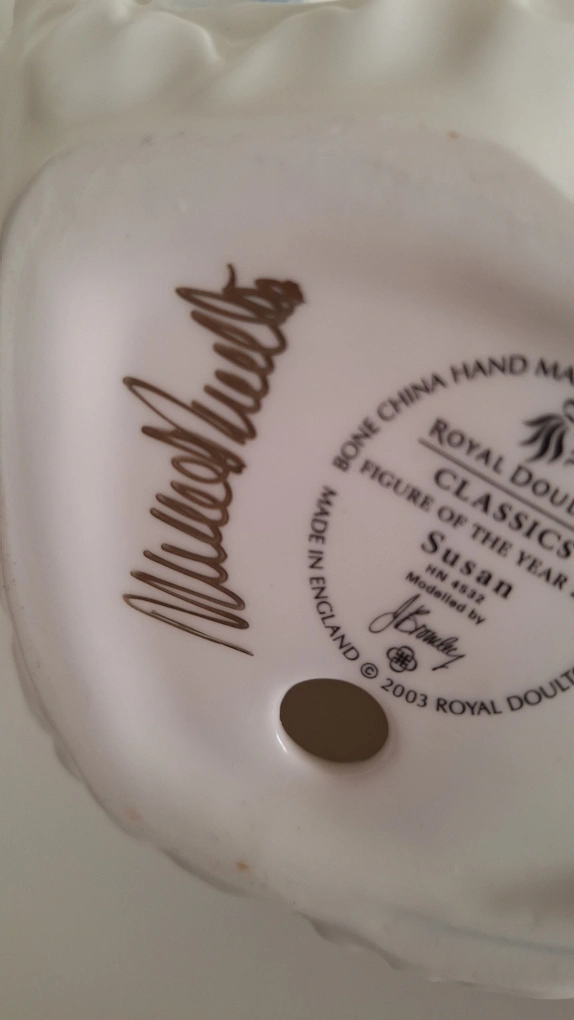 BONE CHINA HAND MA
ROYAL DOUL
CLASSICS
FIGURE OF THE YEAR
Susan
HN 4532
Modelled by
MADE IN ENGLAND © 2003 ROYAL DOULT